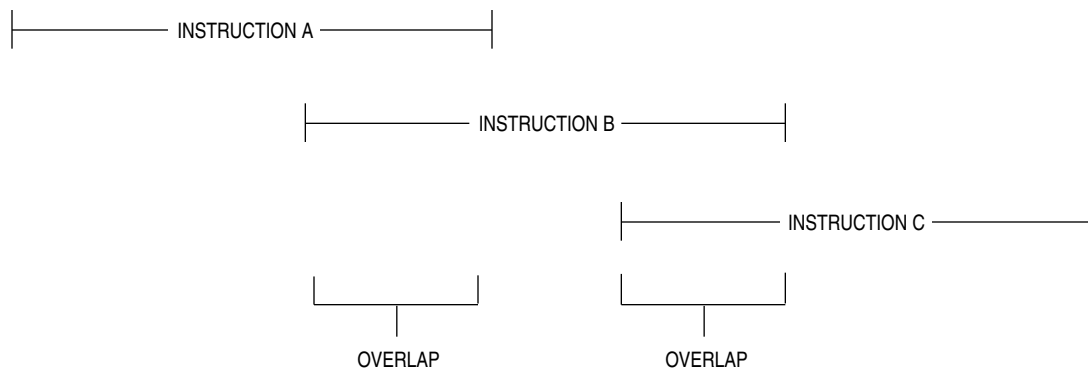 INSTRUCTION A
INSTRUCTION B
INSTRUCTION C
OVERLAP
OVERLAP